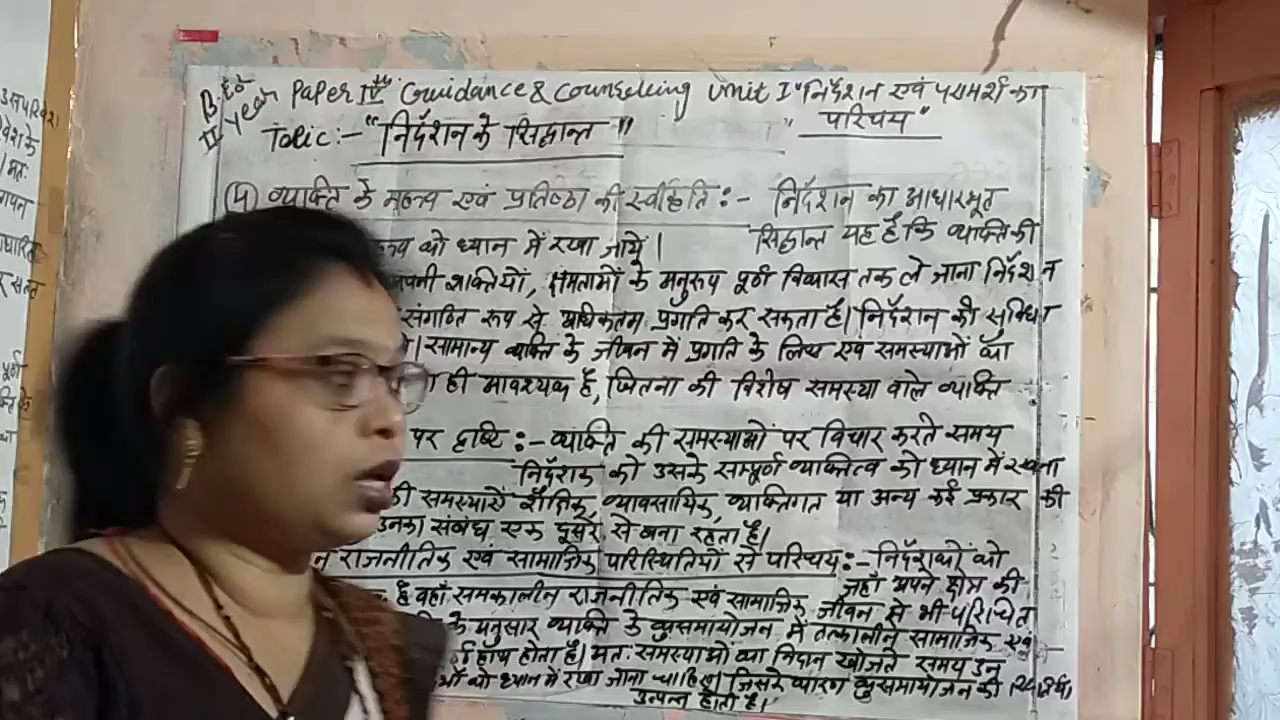 B.Ed II year Paper IVth Guidance & Counseling Unit I "निर्देशन एवं परामर्श का
परिचय"
Topic:- "निर्देशन के सिद्धान्त"
(4) व्यक्ति के महत्व एवं प्रतिष्ठा की स्वीकृति :- निर्देशन का आधारभूत
सिद्धान्त यह है कि व्यक्ति की
को ध्यान में रखा जाये।
अपनी शक्तियों, क्षमताओं के अनुरूप पूर्ण विकास तक ले जाना निर्देशन
संगठित रूप से अधिकतम प्रगति कर सकता है। निर्देशन की सुविधा
सामान्य व्यक्ति के जीवन में प्रगति के लिए एवं समस्याओं का
ही आवश्यक है, जितना की विशेष समस्या वाले व्यक्ति
पर दृष्टि :- व्यक्ति की समस्याओं पर विचार करते समय
निर्देशक को उसके सम्पूर्ण व्यक्तित्व को ध्यान में रखना
की समस्यायें शैक्षिक, व्यावसायिक, व्यक्तिगत या अन्य कई प्रकार की
उनका संबंध एक दूसरे से बना रहता है।
राजनीतिक एवं सामाजिक परिस्थितियों से परिचय :- निर्देशकों को
जहाँ अपने क्षेत्र की
है वहाँ समकालीन राजनीतिक एवं सामाजिक जीवन से भी परिचित
के अनुसार व्यक्ति के कुसमायोजन में तत्कालीन सामाजिक एवं
हाँथ होता है। अतः समस्याओं का निदान खोजते समय उन
को ध्यान में रखा जाना चाहिए। जिसके कारण कुसमायोजन की
उत्पन्न होती है।